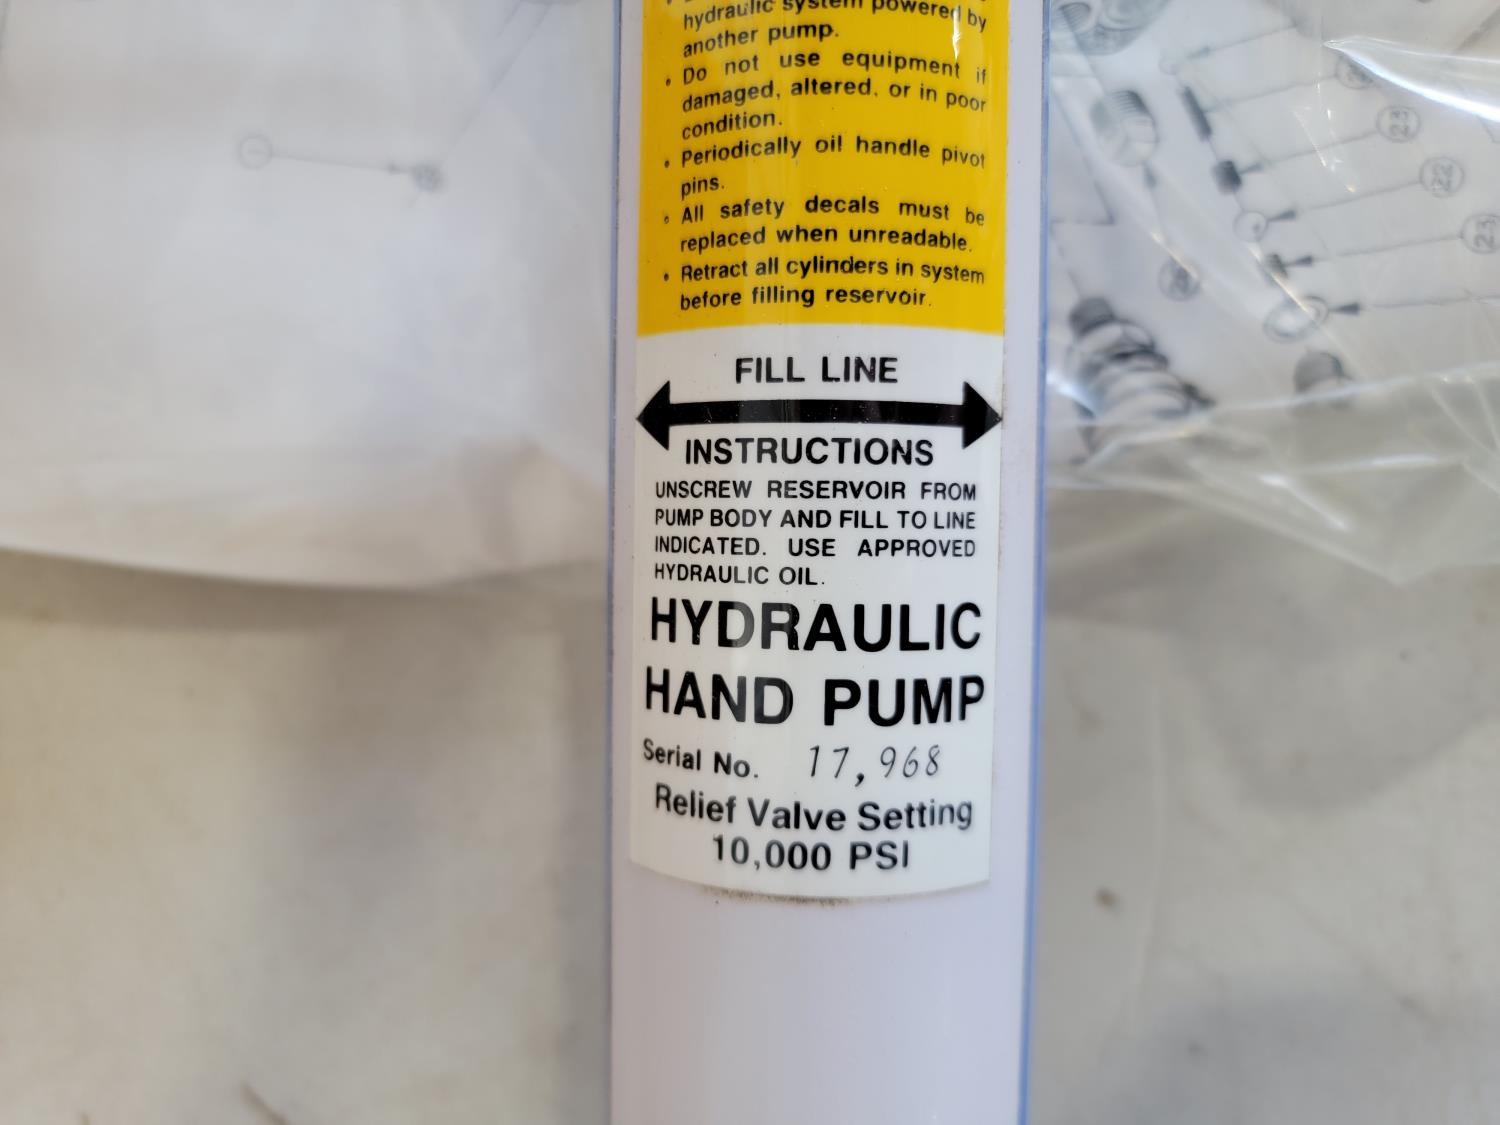 hydraulic system powered by
another pump.
• Do not use equipment if
damaged, altered, or in poor
condition.
• Periodically oil handle pivot
pins.
• All safety decals must be
replaced when unreadable.
• Retract all cylinders in system
before filling reservoir.
FILL LINE
INSTRUCTIONS
UNSCREW RESERVOIR FROM
PUMP BODY AND FILL TO LINE
INDICATED. USE APPROVED
HYDRAULIC OIL.
HYDRAULIC
HAND PUMP
Serial No. 17,968
Relief Valve Setting
10,000 PSI
23
22
23